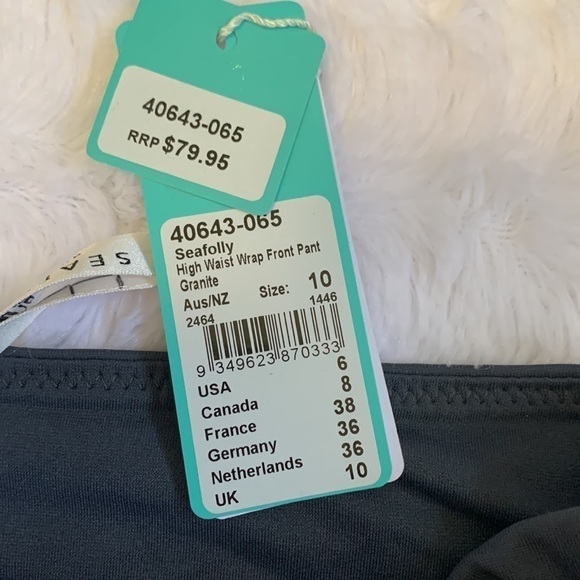 40643-065
RRP $79.95
40643-065
Seafolly
High Waist Wrap Front Pant
Granite
Aus/NZ Size: 10
2464 1446
9 349623 870333
USA 6
Canada 8
France 38
Germany 36
Netherlands 36
UK 10
S E A